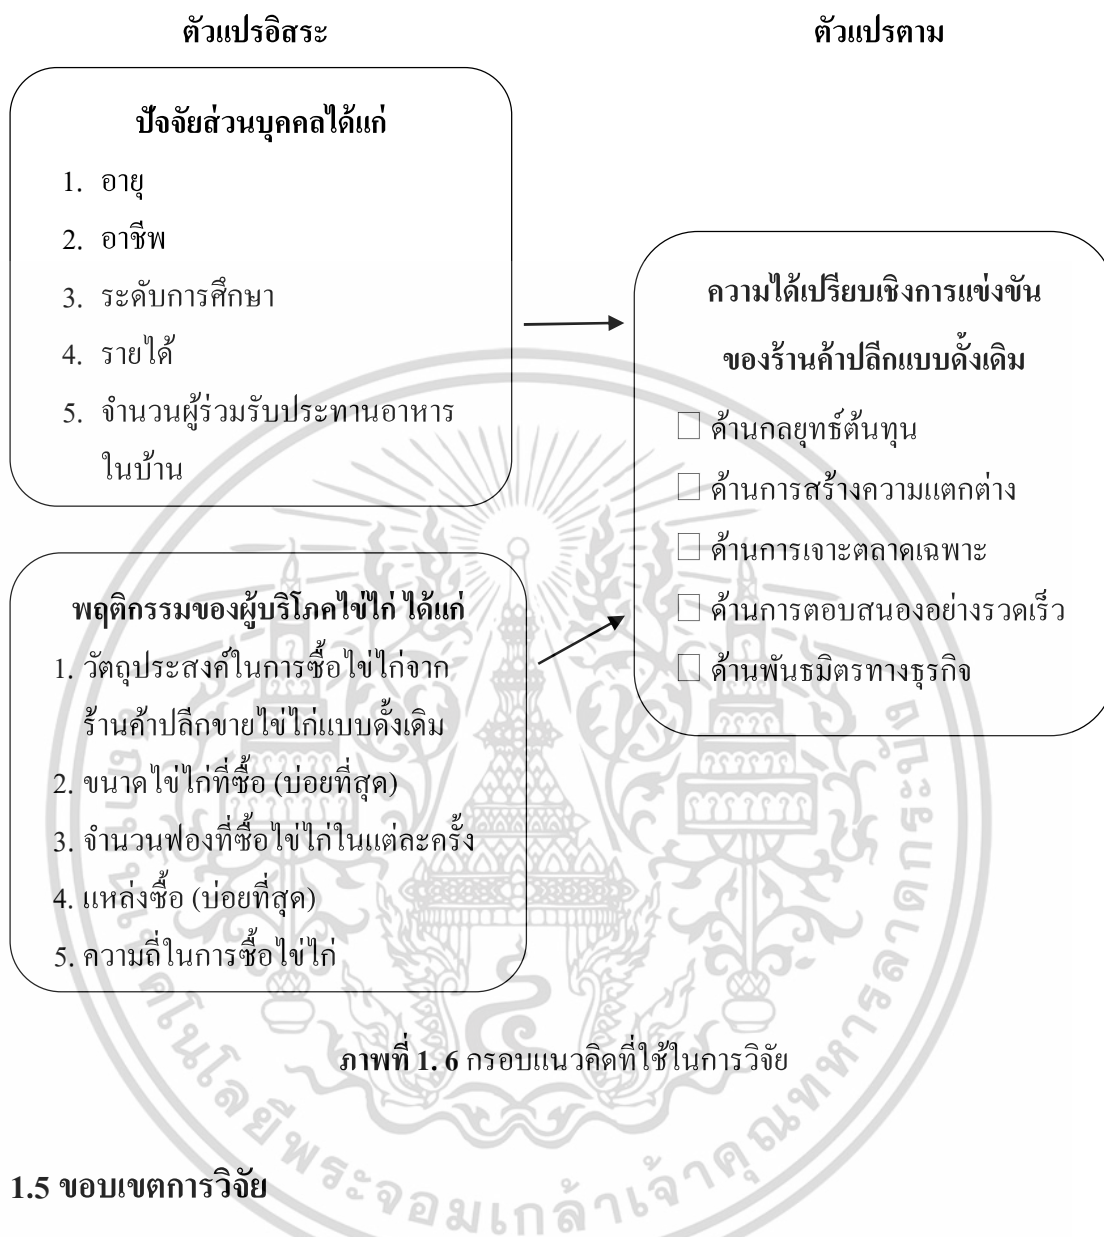 ตัวแปรอิสระ
ตัวแปรตาม
ปัจจัยส่วนบุคคลได้แก่
1. อายุ
2. อาชีพ
3. ระดับการศึกษา
4. รายได้
5. จำนวนผู้ร่วมรับประทานอาหาร
ในบ้าน
พฤติกรรมของผู้บริโภคไข่ไก่ ได้แก่
1. วัตถุประสงค์ในการซื้อไข่ไก่จาก
ร้านค้าปลีกขายไข่ไก่แบบดั้งเดิม
2. ขนาดไข่ไก่ที่ซื้อ (บ่อยที่สุด)
3. จำนวนฟองที่ซื้อไข่ไก่ในแต่ละครั้ง
4. แหล่งซื้อ (บ่อยที่สุด)
5. ความถี่ในการซื้อไข่ไก่
ความได้เปรียบเชิงการแข่งขัน
ของร้านค้าปลีกแบบดั้งเดิม
□ ด้านกลยุทธ์ต้นทุน
□ ด้านการสร้างความแตกต่าง
□ ด้านการเจาะตลาดเฉพาะ
□ ด้านการตอบสนองอย่างรวดเร็ว
□ ด้านพันธมิตรทางธุรกิจ
ภาพที่ 1. 6 กรอบแนวคิดที่ใช้ในการวิจัย
1.5 ขอบเขตการวิจัย